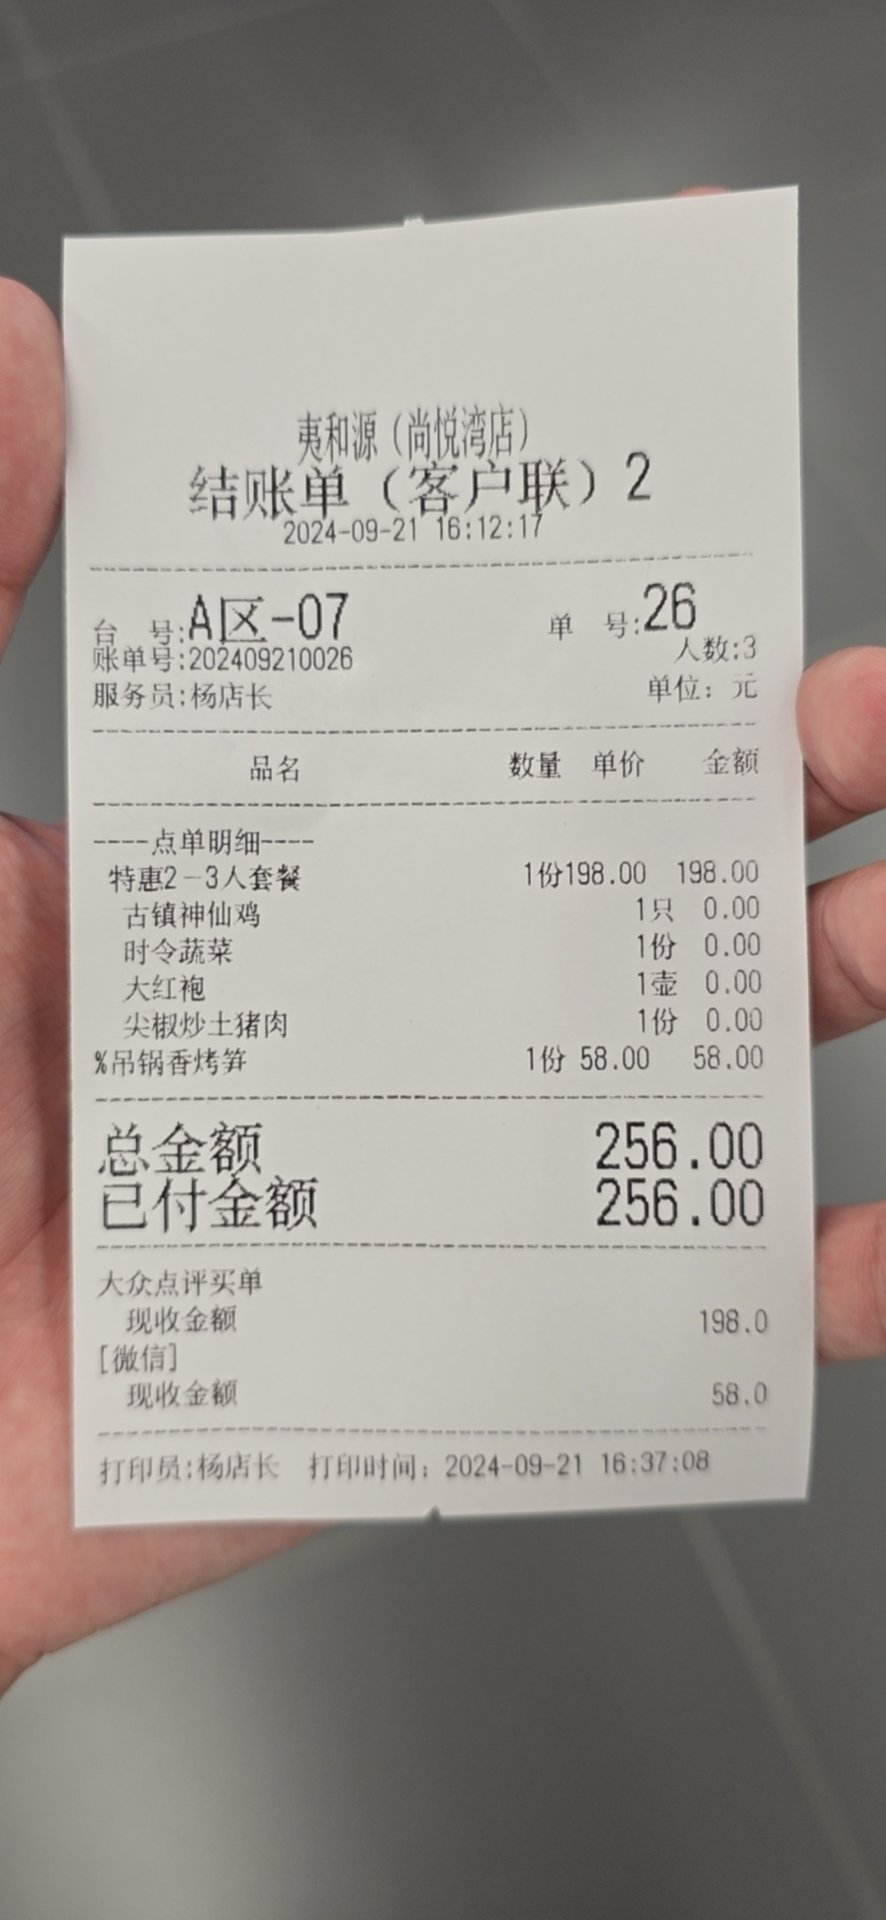 夷和源（尚悦湾店）
结账单（客户联）2
2024-09-21 16:12:17
台 号:A区-07 单 号:26
账单号:202409210026 人数:3
服务员:杨店长 单位：元
品名 数量 单价 金额
----点单明细----
特惠2-3人套餐 1份198.00 198.00
古镇神仙鸡 1只 0.00
时令蔬菜 1份 0.00
大红袍 1壶 0.00
尖椒炒土猪肉 1份 0.00
%吊锅香烤笋 1份 58.00 58.00
总金额 256.00
已付金额 256.00
大众点评买单
现收金额 198.0
[微信]
现收金额 58.0
打印员:杨店长 打印时间：2024-09-21 16:37:08